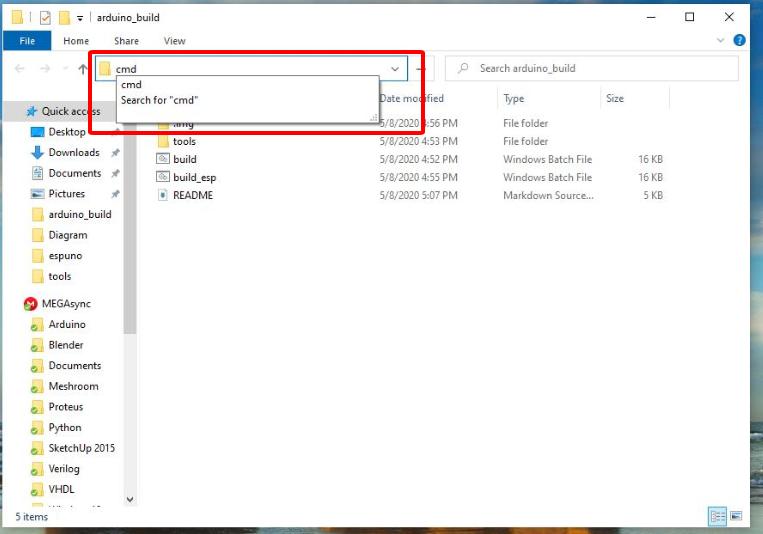 arduino_build
File Home Share View
cmd
Search arduino_build
cmd
Search for "cmd"
Date modified Type Size
5/8/2020 4:56 PM File folder
tools 5/8/2020 4:53 PM File folder
build 5/8/2020 4:52 PM Windows Batch File 16 KB
build_esp 5/8/2020 4:55 PM Windows Batch File 16 KB
README 5/8/2020 5:07 PM Markdown Source... 5 KB
Quick access
Desktop
Downloads
Documents
Pictures
arduino_build
Diagram
espuno
tools
MEGAsync
Arduino
Blender
Documents
Meshroom
Proteus
Python
SketchUp 2015
Verilog
VHDL
5 items